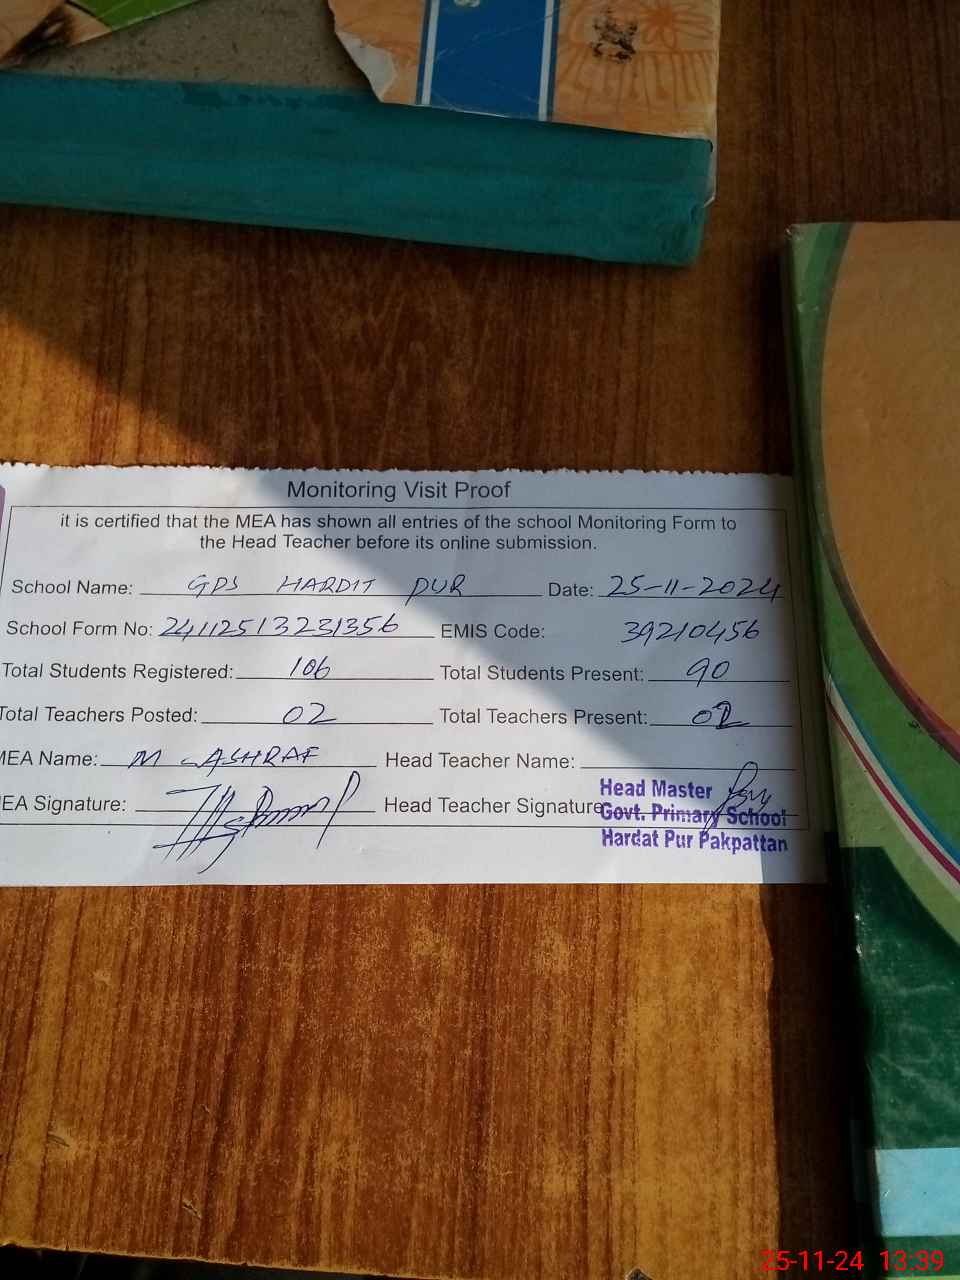 Monitoring Visit Proof
it is certified that the MEA has shown all entries of the school Monitoring Form to
the Head Teacher before its online submission.
School Name: GPS HARDIT PUR Date: 25-11-2024
School Form No: 24112513231356 EMIS Code: 39210456
Total Students Registered: 106 Total Students Present: 90
Total Teachers Posted: 02 Total Teachers Present: 02
MEA Name: M ASHRAF Head Teacher Name:
EA Signature: Head Teacher Signature
Head Master
Govt. Primary School
Hardat Pur Pakpattan
25-11-24 13:39